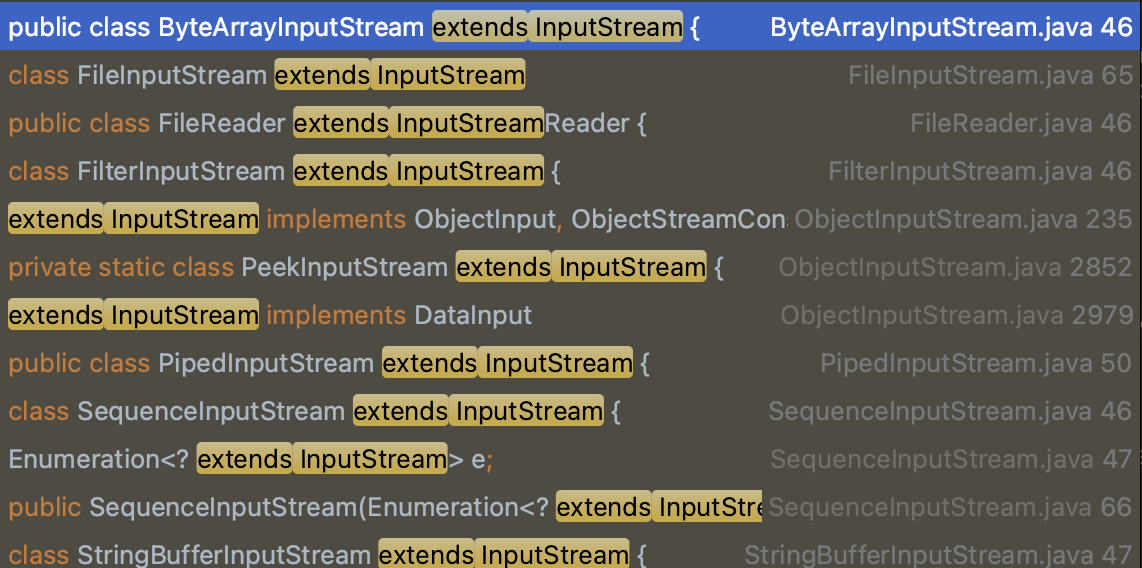 public class ByteArrayInputStream extends InputStream { ByteArrayInputStream.java 46
class FileInputStream extends InputStream FileInputStream.java 65
public class FileReader extends InputStreamReader { FileReader.java 46
class FilterInputStream extends InputStream { FilterInputStream.java 46
extends InputStream implements ObjectInput, ObjectStreamCon ObjectInputStream.java 235
private static class PeekInputStream extends InputStream { ObjectInputStream.java 2852
extends InputStream implements DataInput ObjectInputStream.java 2979
public class PipedInputStream extends InputStream { PipedInputStream.java 50
class SequenceInputStream extends InputStream { SequenceInputStream.java 46
Enumeration<? extends InputStream> e; SequenceInputStream.java 47
public SequenceInputStream(Enumeration<? extends InputStre SequenceInputStream.java 66
class StringBufferInputStream extends InputStream { StringBufferInputStream.java 47